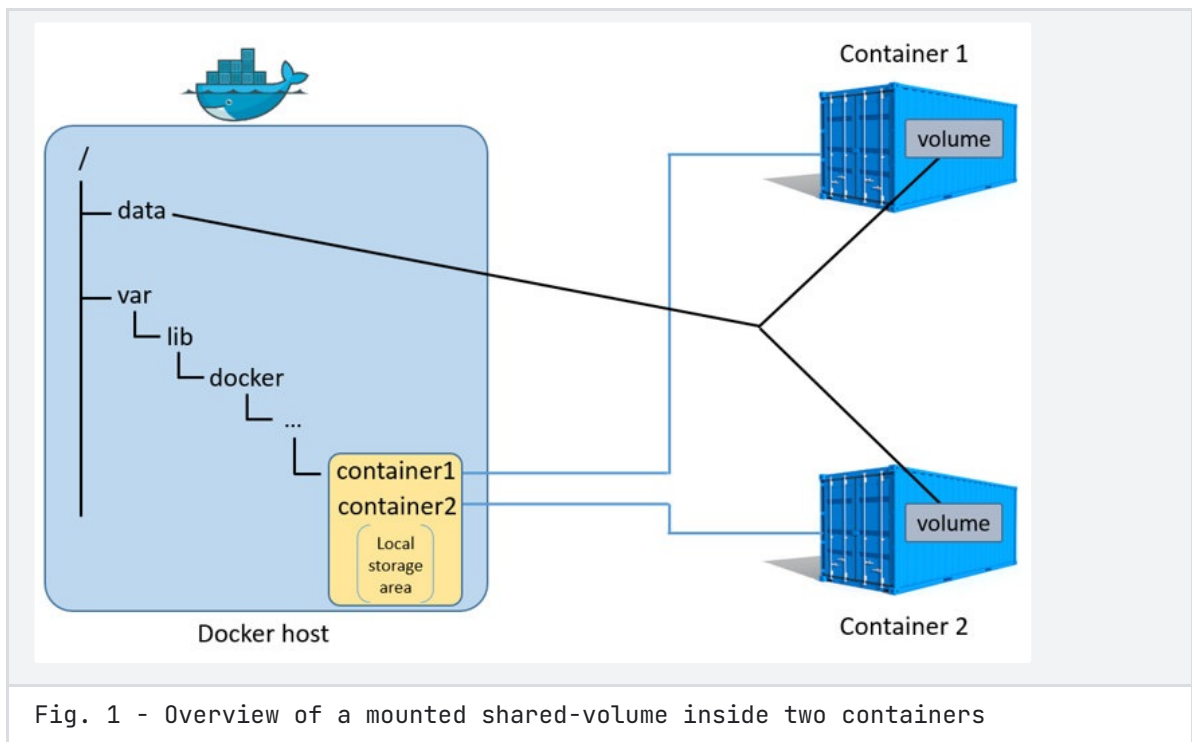 Container 1
volume
/
data
var
lib
docker
...
container1
container2
Local
storage
area
volume
Docker host
Container 2
Fig. 1 - Overview of a mounted shared-volume inside two containers